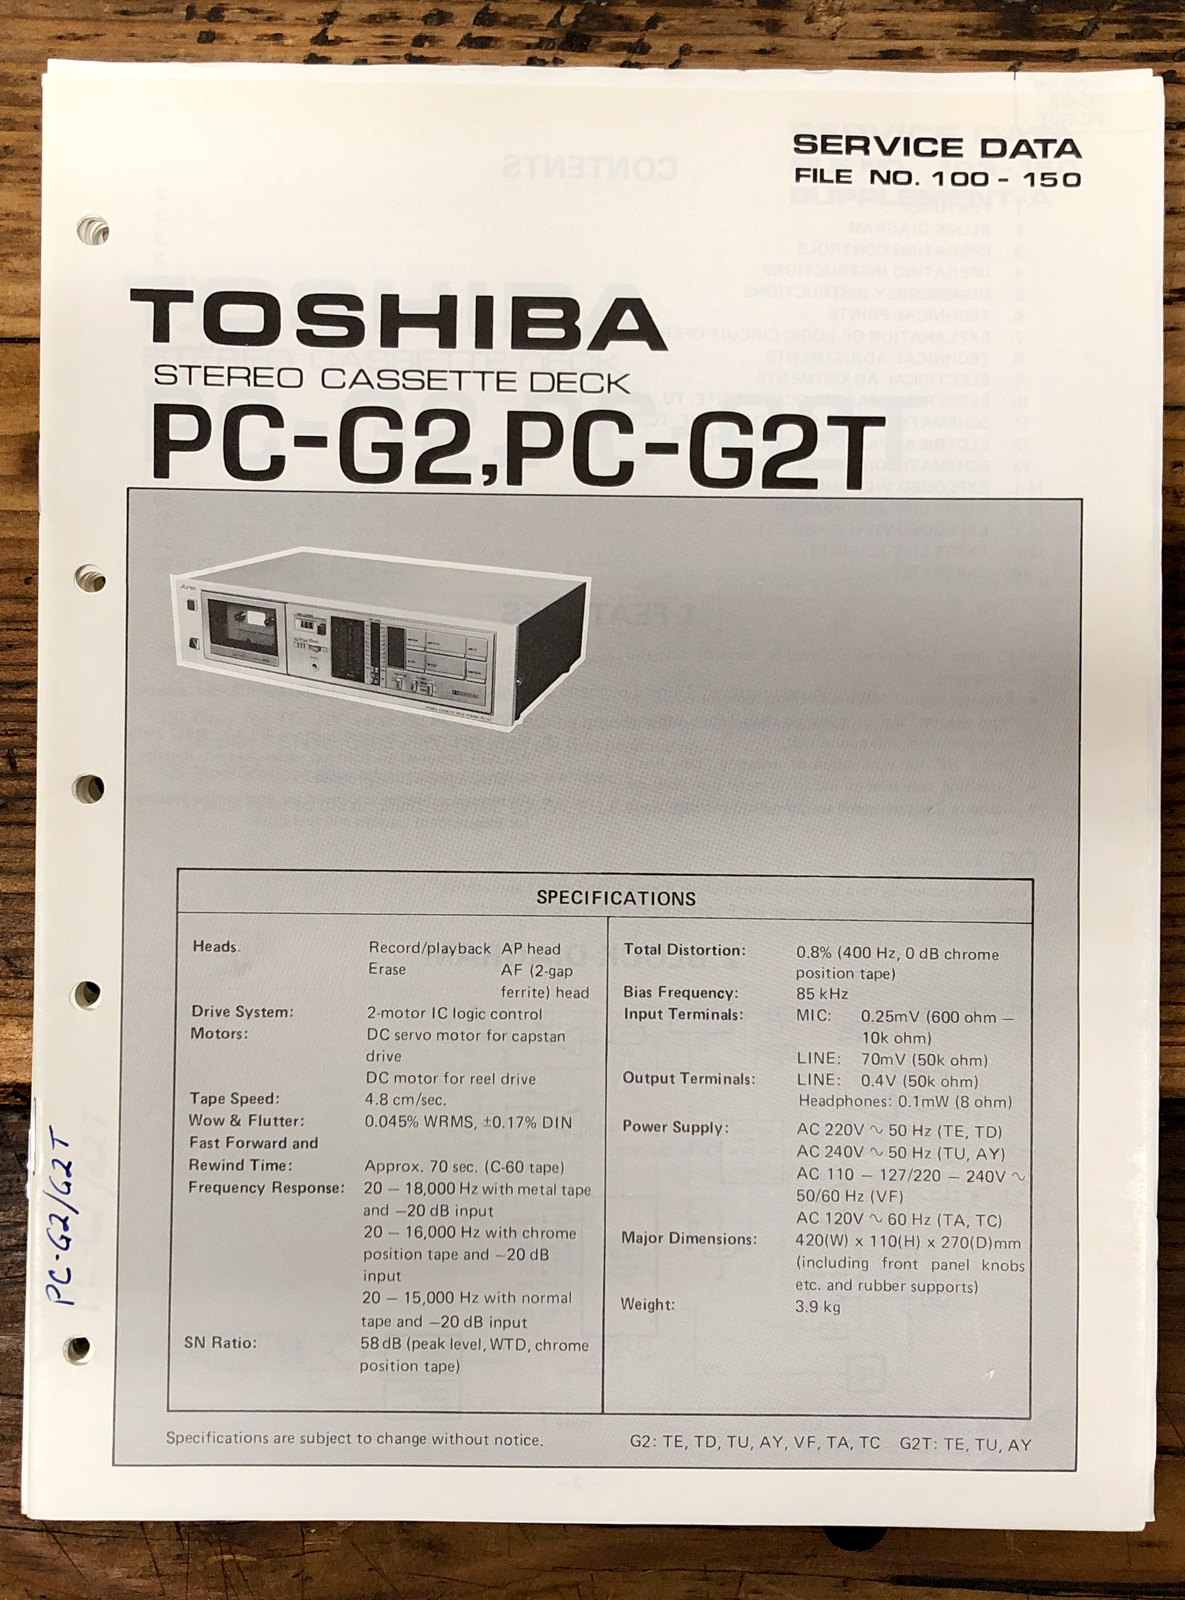 SERVICE DATA
FILE NO. 100 - 150
TOSHIBA
STEREO CASSETTE DECK
PC-G2,PC-G2T
Aurex
SPECIFICATIONS
Heads. Record/playback AP head
Erase AF (2-gap
ferrite) head
Drive System: 2-motor IC logic control
Motors: DC servo motor for capstan
drive
DC motor for reel drive
Tape Speed: 4.8 cm/sec.
Wow & Flutter: 0.045% WRMS, ±0.17% DIN
Fast Forward and
Rewind Time: Approx. 70 sec. (C-60 tape)
Frequency Response: 20 – 18,000 Hz with metal tape
and –20 dB input
20 – 16,000 Hz with chrome
position tape and –20 dB
input
20 – 15,000 Hz with normal
tape and –20 dB input
SN Ratio: 58 dB (peak level, WTD, chrome
position tape)
Total Distortion: 0.8% (400 Hz, 0 dB chrome
position tape)
Bias Frequency: 85 kHz
Input Terminals: MIC: 0.25mV (600 ohm –
10k ohm)
LINE: 70mV (50k ohm)
Output Terminals: LINE: 0.4V (50k ohm)
Headphones: 0.1mW (8 ohm)
Power Supply: AC 220V ∿ 50 Hz (TE, TD)
AC 240V ∿ 50 Hz (TU, AY)
AC 110 – 127/220 – 240V ∿
50/60 Hz (VF)
AC 120V ∿ 60 Hz (TA, TC)
Major Dimensions: 420(W) x 110(H) x 270(D)mm
(including front panel knobs
etc. and rubber supports)
Weight: 3.9 kg
Specifications are subject to change without notice.
G2: TE, TD, TU, AY, VF, TA, TC G2T: TE, TU, AY
PC-G2/G2T